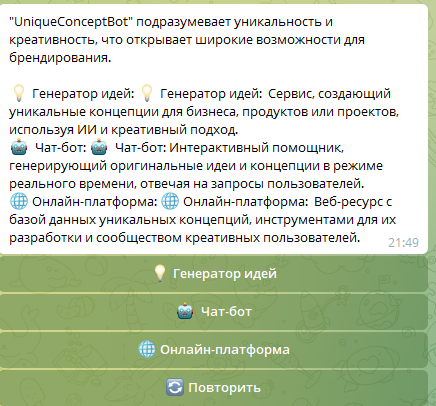 "UniqueConceptBot" подразумевает уникальность и
креативность, что открывает широкие возможности для
брендирования.
💡 Генератор идей: 💡 Генератор идей: Сервис, создающий
уникальные концепции для бизнеса, продуктов или проектов,
используя ИИ и креативный подход.
🤖 Чат-бот: 🤖 Чат-бот: Интерактивный помощник,
генерирующий оригинальные идеи и концепции в режиме
реального времени, отвечая на запросы пользователей.
🌐 Онлайн-платформа: 🌐 Онлайн-платформа: Веб-ресурс с
базой данных уникальных концепций, инструментами для их
разработки и сообществом креативных пользователей.
21:49
💡 Генератор идей
🤖 Чат-бот
🌐 Онлайн-платформа
🔄 Повторить